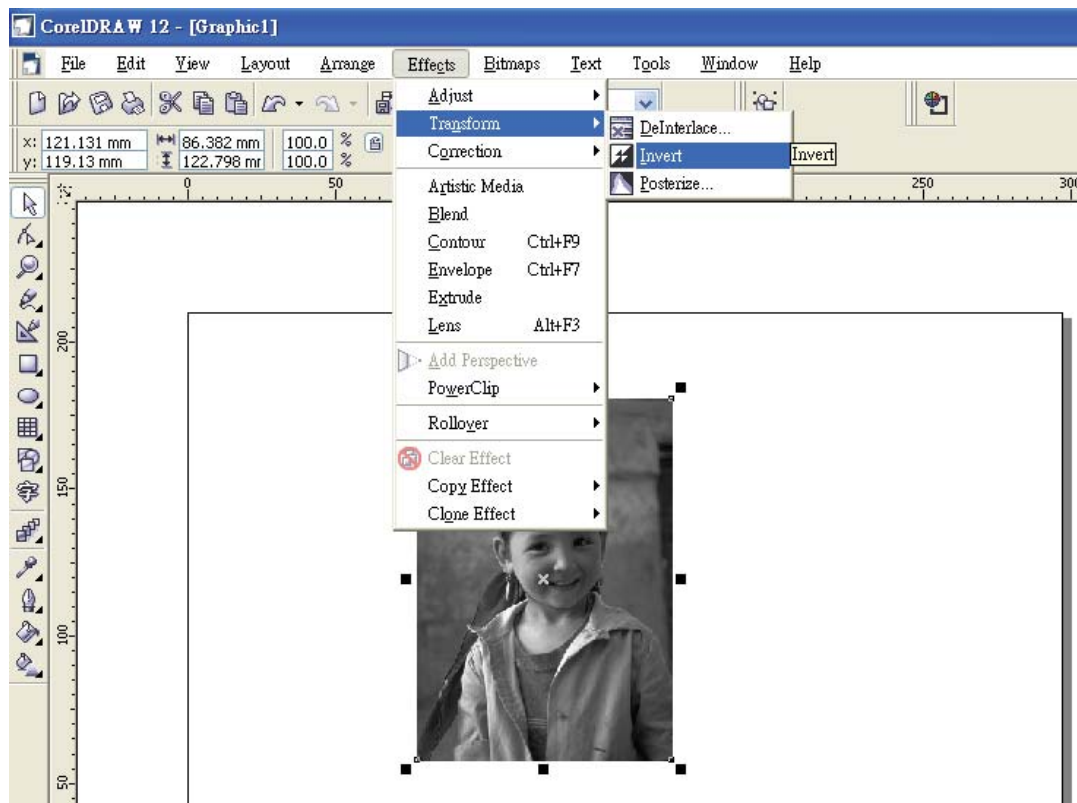 CorelDRAW 12 - [Graphic1]
File Edit View Layout Arrange Effects Bitmaps Text Tools Window Help
x: 121.131 mm 86.382 mm 100.0 %
y: 119.13 mm 122.798 mr 100.0 %
0 50 250 300
Adjust
Transform
Correction
Artistic Media
Blend
Contour Ctrl+F9
Envelope Ctrl+F7
Extrude
Lens Alt+F3
Add Perspective
PowerClip
Rollover
Clear Effect
Copy Effect
Clone Effect
DeInterlace...
Invert
Posterize...
Invert
200
150
100
50
字